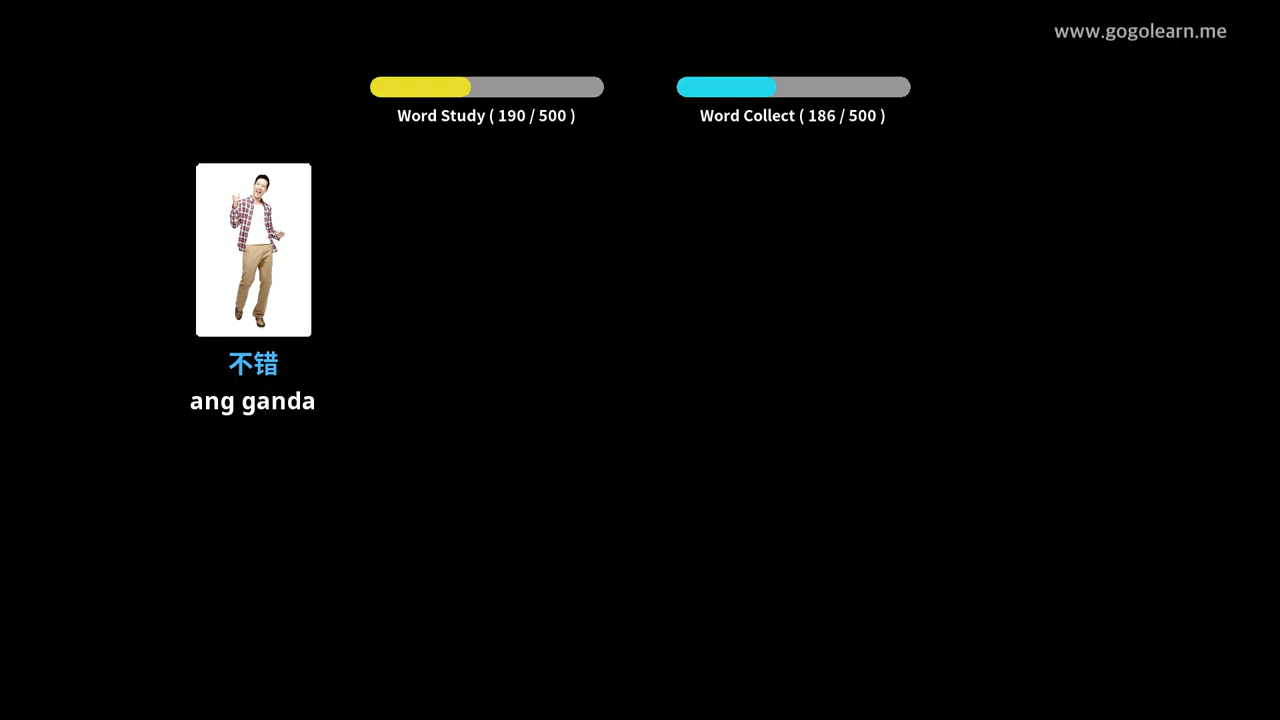 www.gogolearn.me
Word Study ( 190 / 500 )
Word Collect ( 186 / 500 )
不错
ang ganda